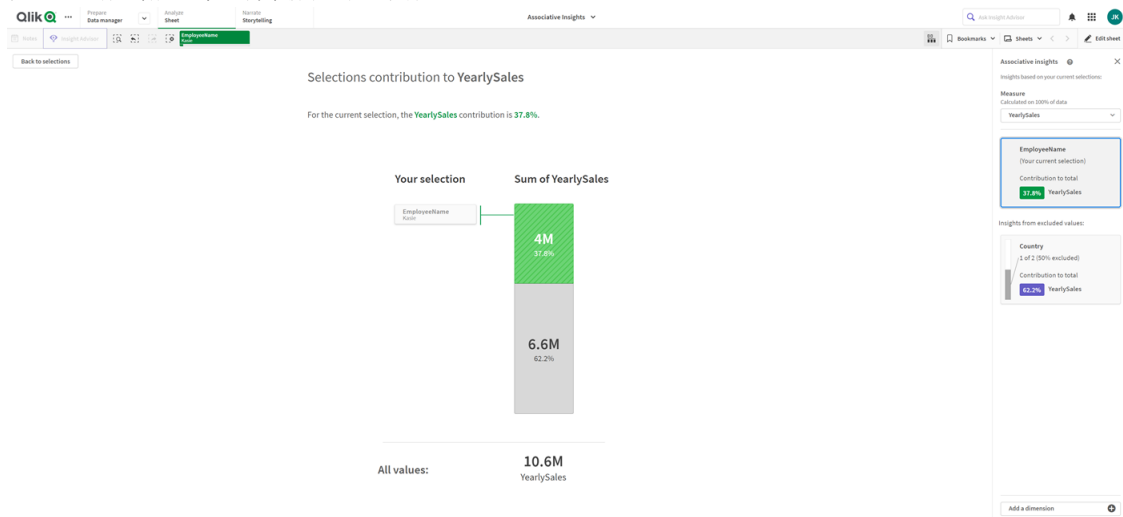 Qlik
Prepare
Data manager
Analyze
Sheet
Narrate
Storytelling
Associative Insights
Ask Insight Advisor
JK
Notes
Insight Advisor
EmployeeName
Kasie
Bookmarks
Sheets
Edit sheet
Back to selections
Selections contribution to YearlySales
For the current selection, the YearlySales contribution is 37.8%.
Your selection
Sum of YearlySales
EmployeeName
Kasie
4M
37.8%
6.6M
62.2%
All values:
10.6M
YearlySales
Associative insights
Insights based on your current selections:
Measure
Calculated on 100% of data
YearlySales
EmployeeName
(Your current selection)
Contribution to total
37.8% YearlySales
Insights from excluded values:
Country
1 of 2 (50% excluded)
Contribution to total
62.2% YearlySales
Add a dimension